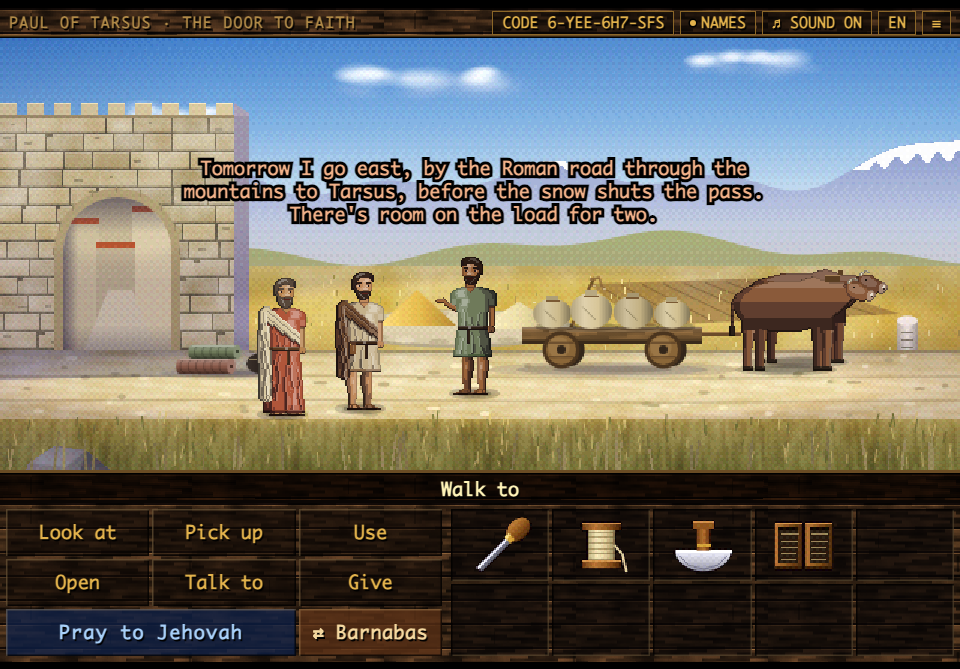 PAUL OF TARSUS · THE DOOR TO FAITH
CODE 6-YEE-6H7-SFS
● NAMES
♬ SOUND ON
EN
≡
Tomorrow I go east, by the Roman road through the
mountains to Tarsus, before the snow shuts the pass.
There's room on the load for two.
Walk to
Look at
Pick up
Use
Open
Talk to
Give
Pray to Jehovah
⇄ Barnabas